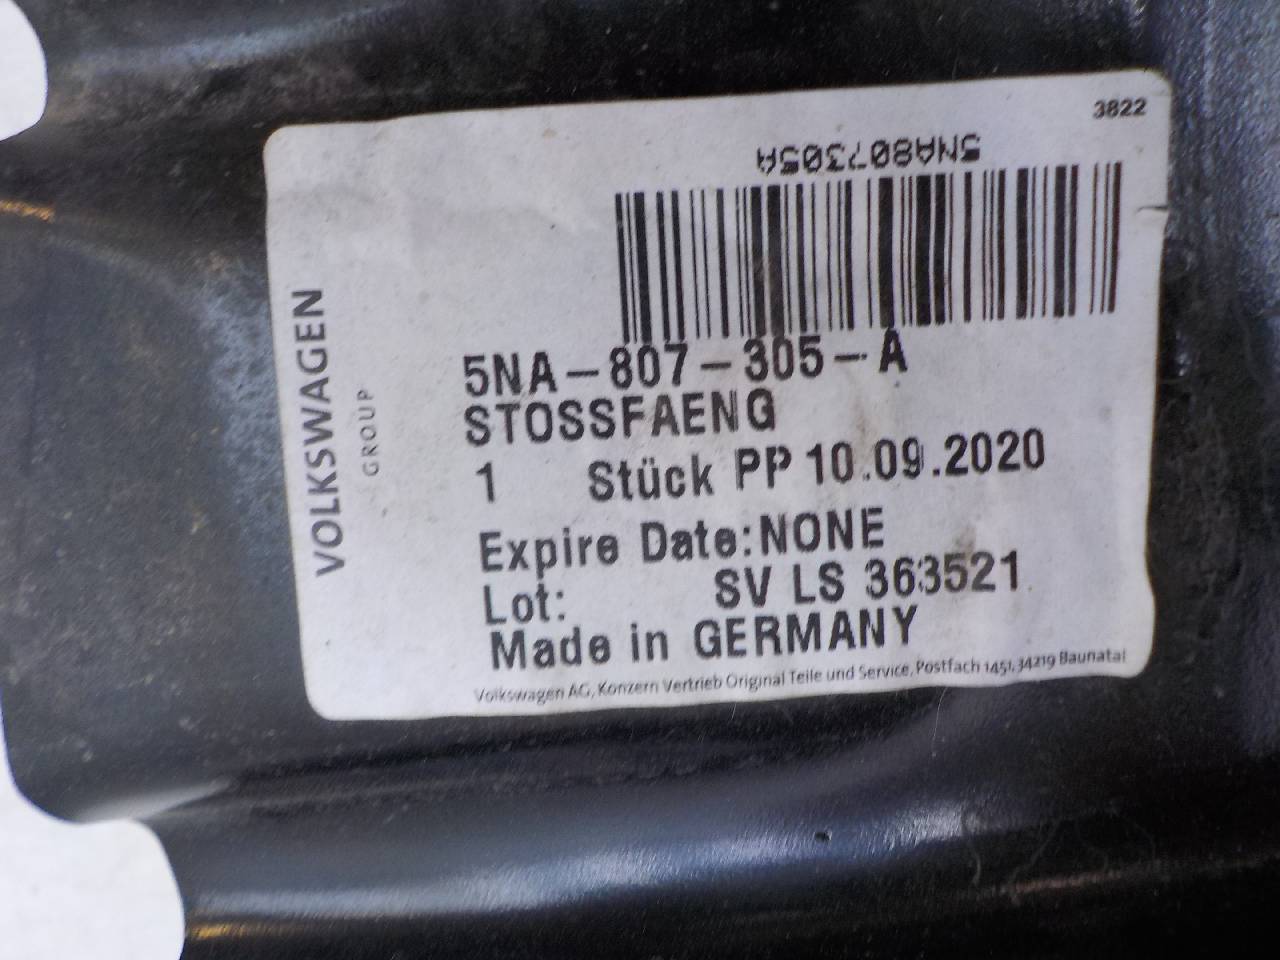 3822
5NA807305A
VOLKSWAGEN
GROUP
5NA-807-305-A
STOSSFAENG
1 Stück PP 10.09.2020
Expire Date:NONE
Lot: SV LS 363521
Made in GERMANY
Volkswagen AG, Konzern Vertrieb Original Teile und Service, Postfach 1451, 34219 Baunatal